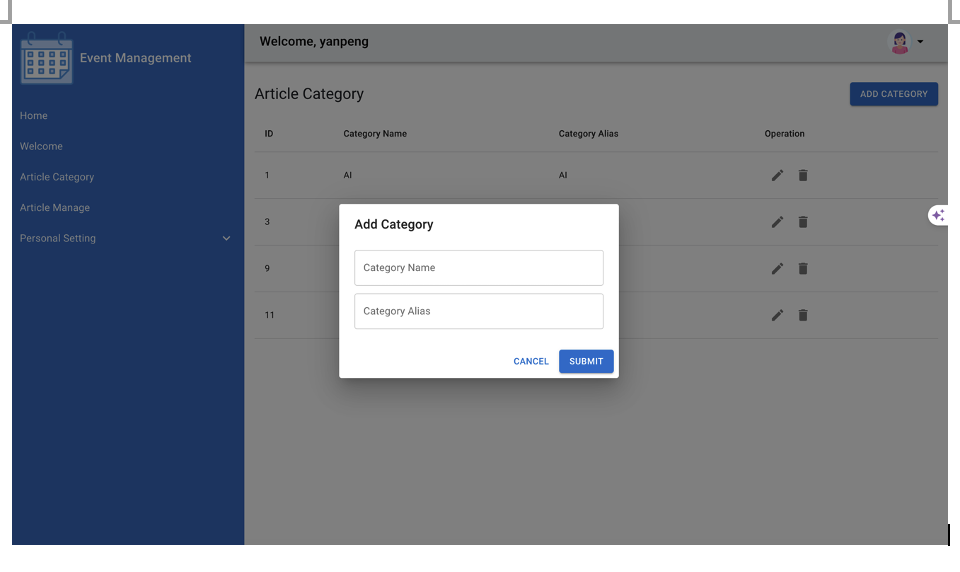 Welcome, yanpeng
Event Management
Home
Welcome
Article Category
Article Manage
Personal Setting
Article Category
ADD CATEGORY
ID Category Name Category Alias Operation
1 AI AI
3
9
11
Add Category
Category Name
Category Alias
CANCEL SUBMIT